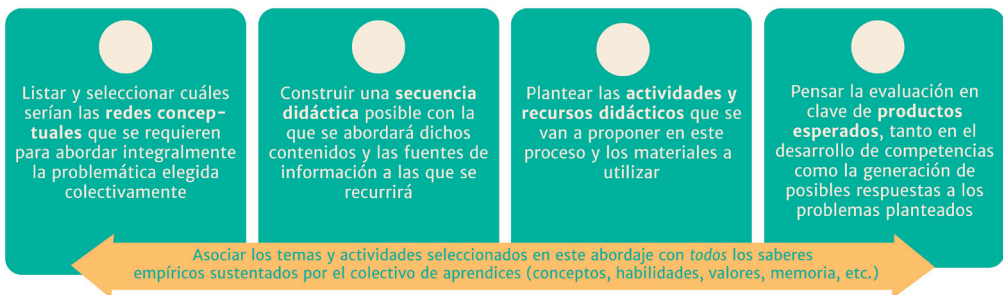 Listar y seleccionar cuáles
serían las redes concep-
tuales que se requieren
para abordar integralmente
la problemática elegida
colectivamente
Construir una secuencia
didáctica posible con la
que se abordará dichos
contenidos y las fuentes de
información a las que se
recurrirá
Plantear las actividades y
recursos didácticos que se
van a proponer en este
proceso y los materiales a
utilizar
Pensar la evaluación en
clave de productos
esperados, tanto en el
desarrollo de competencias
como la generación de
posibles respuestas a los
problemas planteados
Asociar los temas y actividades seleccionados en este abordaje con todos los saberes
empíricos sustentados por el colectivo de aprendices (conceptos, habilidades, valores, memoria, etc.)